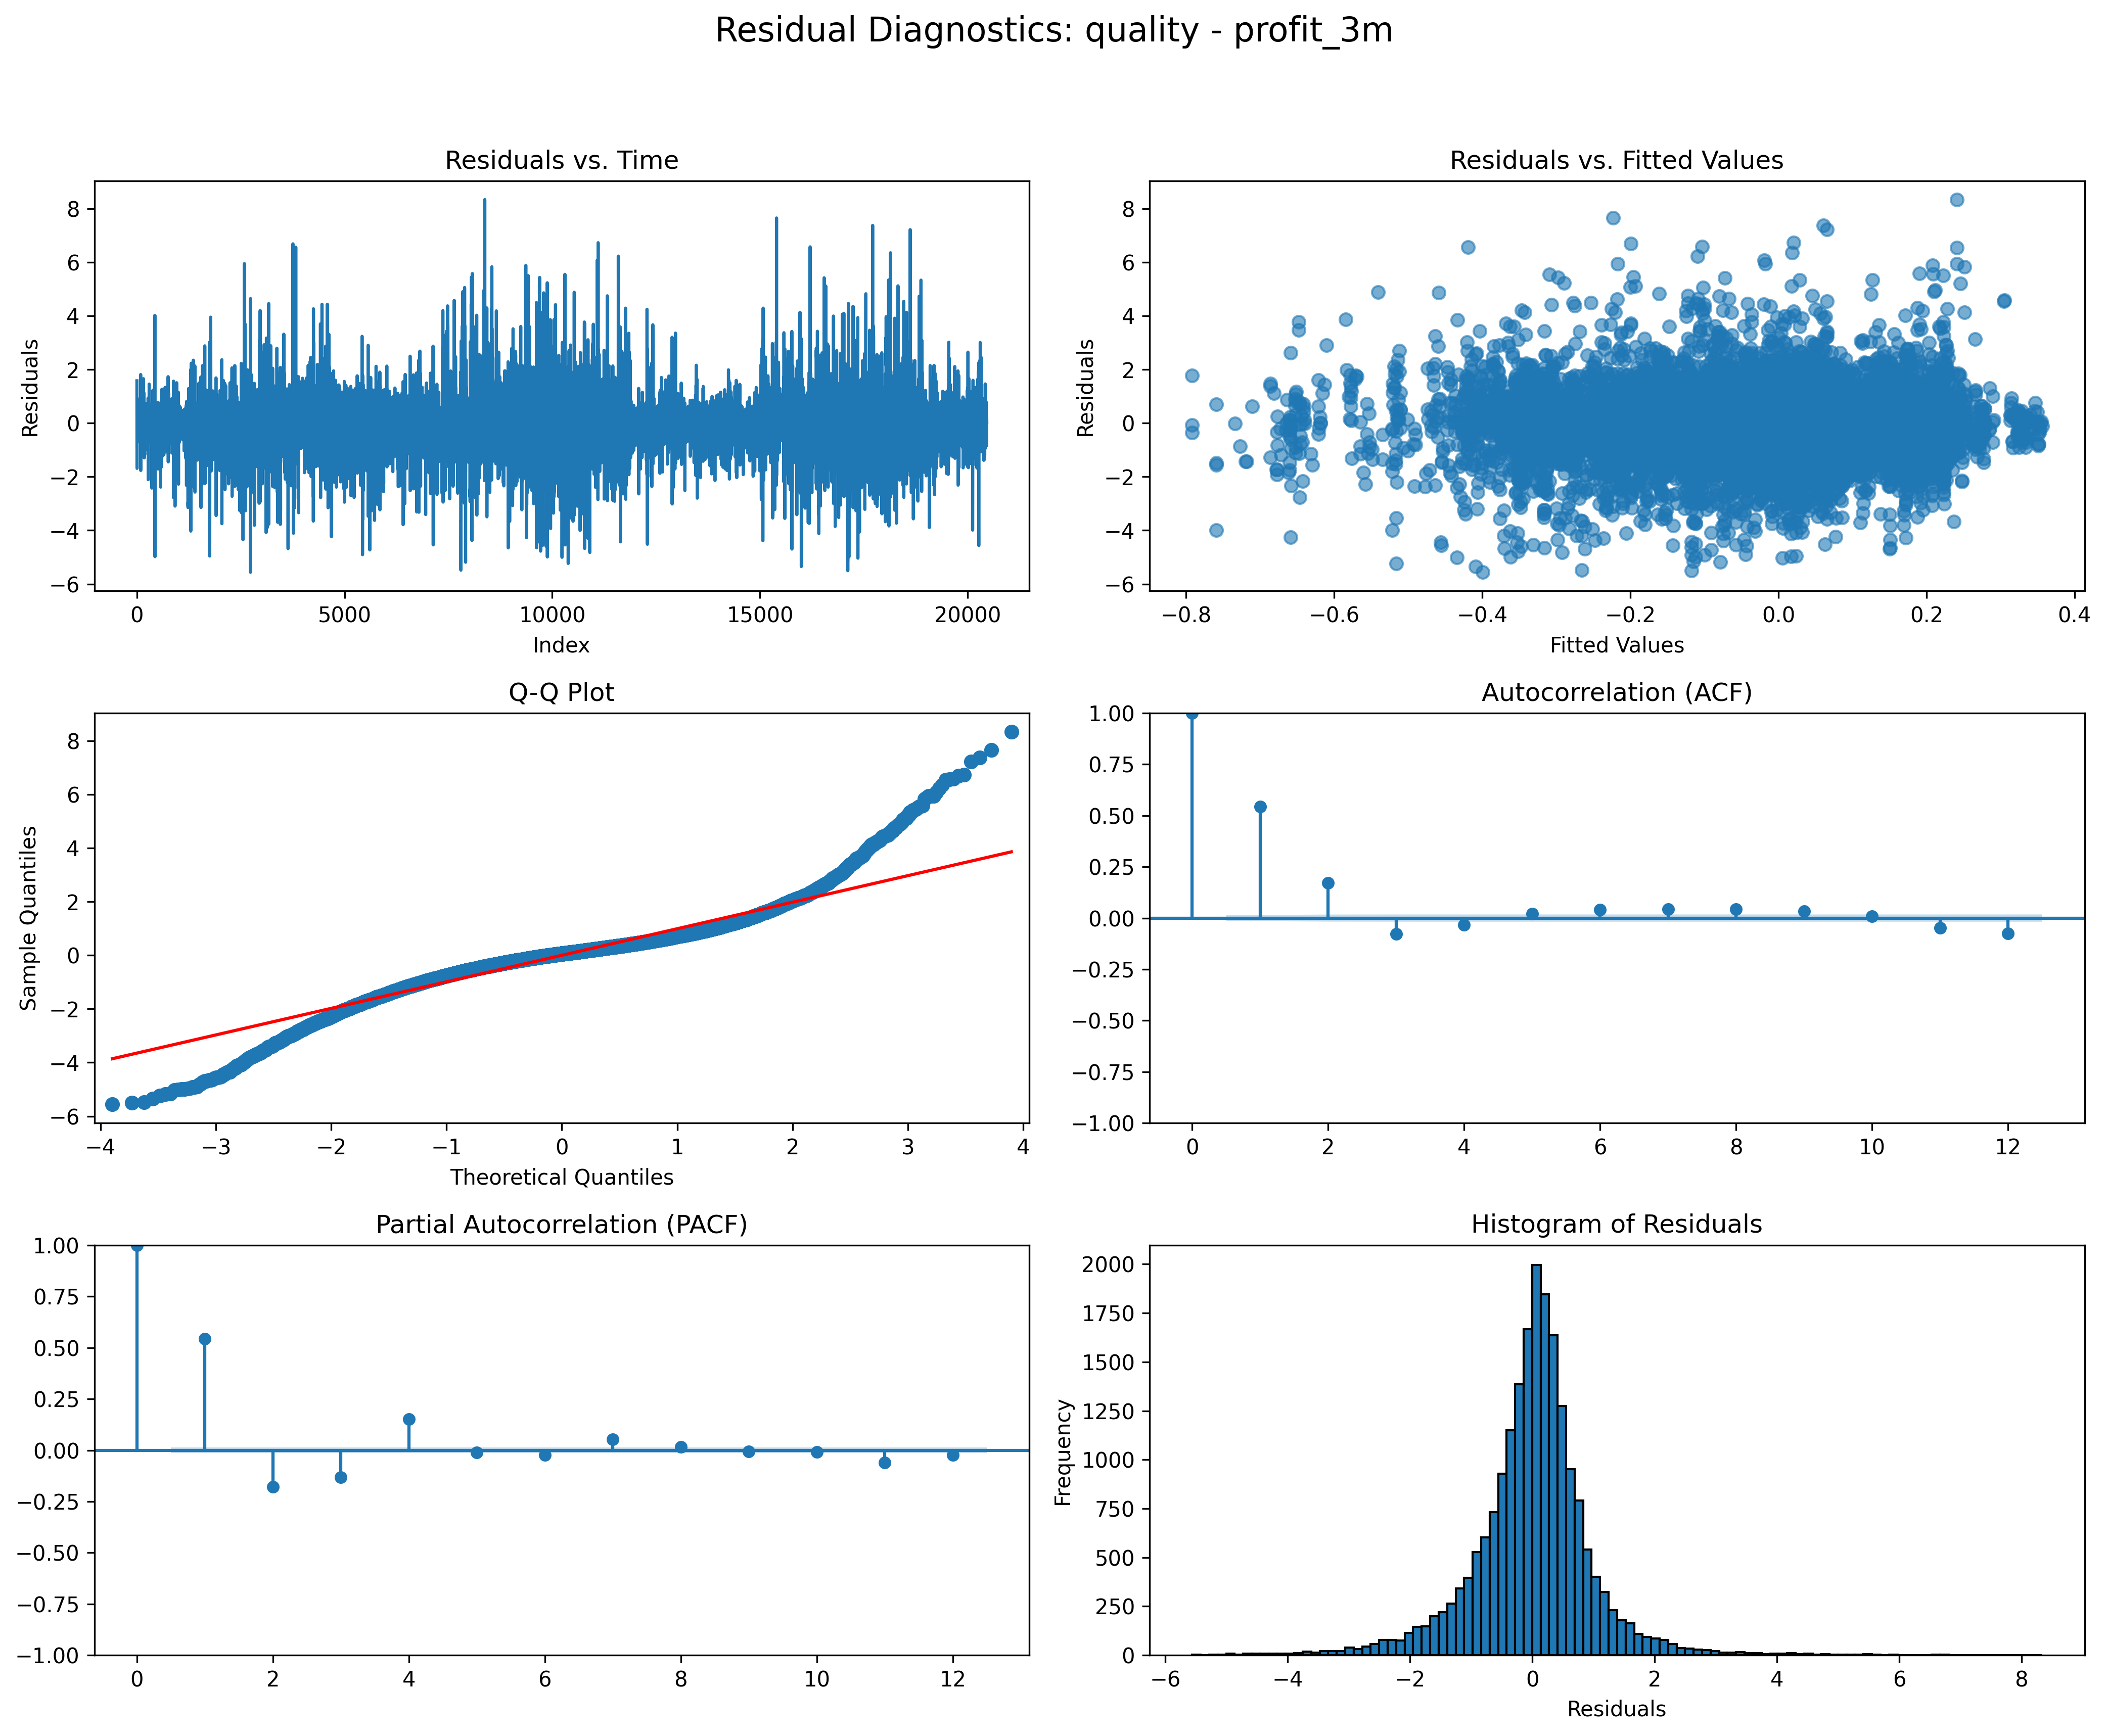 Residual Diagnostics: quality - profit_3m
Residuals vs. Time
8
6
4
2
0
−2
−4
−6
Residuals
0 5000 10000 15000 20000
Index
Residuals vs. Fitted Values
8
6
4
2
0
−2
−4
−6
Residuals
−0.8 −0.6 −0.4 −0.2 0.0 0.2 0.4
Fitted Values
Q-Q Plot
8
6
4
2
0
−2
−4
−6
Sample Quantiles
−4 −3 −2 −1 0 1 2 3 4
Theoretical Quantiles
Autocorrelation (ACF)
1.00
0.75
0.50
0.25
0.00
−0.25
−0.50
−0.75
−1.00
0 2 4 6 8 10 12
Partial Autocorrelation (PACF)
1.00
0.75
0.50
0.25
0.00
−0.25
−0.50
−0.75
−1.00
0 2 4 6 8 10 12
Histogram of Residuals
2000
1750
1500
1250
1000
750
500
250
0
Frequency
−6 −4 −2 0 2 4 6 8
Residuals